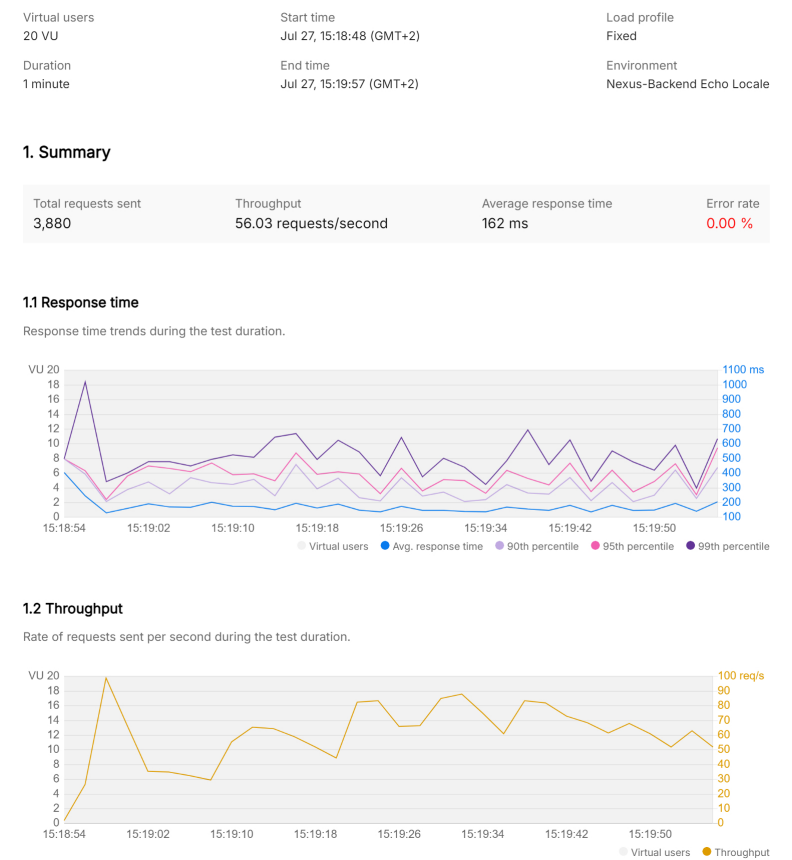 Virtual users Start time Load profile
20 VU Jul 27, 15:18:48 (GMT+2) Fixed
Duration End time Environment
1 minute Jul 27, 15:19:57 (GMT+2) Nexus-Backend Echo Locale
1. Summary
Total requests sent Throughput Average response time Error rate
3,880 56.03 requests/second 162 ms 0.00 %
1.1 Response time
Response time trends during the test duration.
VU 20 1100 ms
18 1000
16 900
14 800
12 700
10 600
8 500
6 400
4 300
2 200
0 100
15:18:54 15:19:02 15:19:10 15:19:18 15:19:26 15:19:34 15:19:42 15:19:50
Virtual users Avg. response time 90th percentile 95th percentile 99th percentile
1.2 Throughput
Rate of requests sent per second during the test duration.
VU 20 100 req/s
18 90
16 80
14 70
12 60
10 50
8 40
6 30
4 20
2 10
0 0
15:18:54 15:19:02 15:19:10 15:19:18 15:19:26 15:19:34 15:19:42 15:19:50
Virtual users Throughput